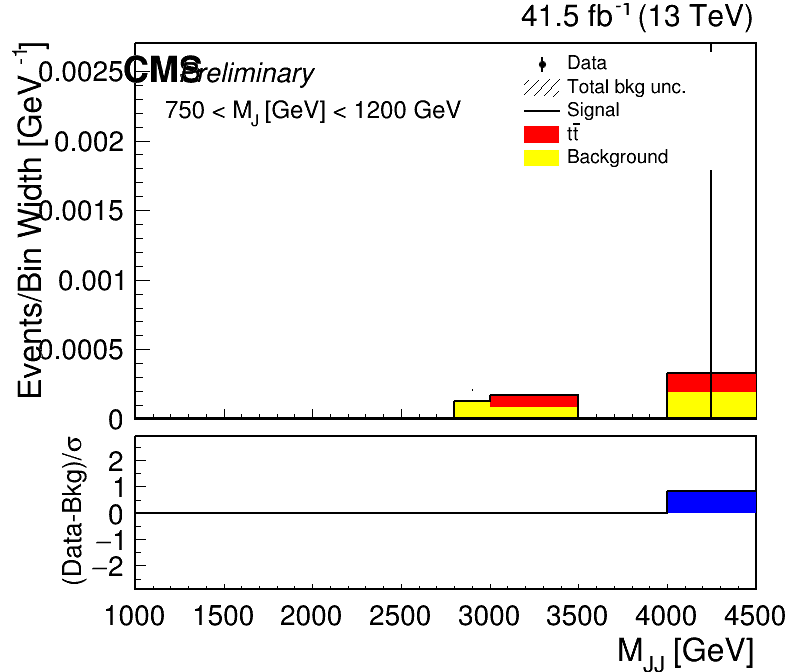 41.5 fb⁻¹ (13 TeV)
Events/Bin Width [GeV⁻¹]
0.0025
0.002
0.0015
0.001
0.0005
0
CMS Preliminary
750 < M_J [GeV] < 1200 GeV
Data
Total bkg unc.
Signal
tt̄
Background
(Data-Bkg)/σ
2
1
0
−1
−2
1000 1500 2000 2500 3000 3500 4000 4500
M_JJ [GeV]